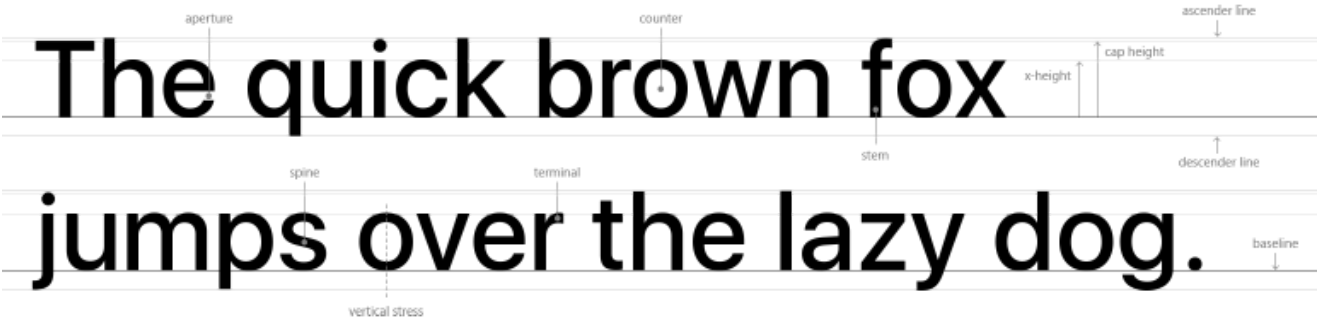 aperture counter ascender line
The quick brown fox
x-height cap height
stem descender line
spine terminal
jumps over the lazy dog.
baseline
vertical stress